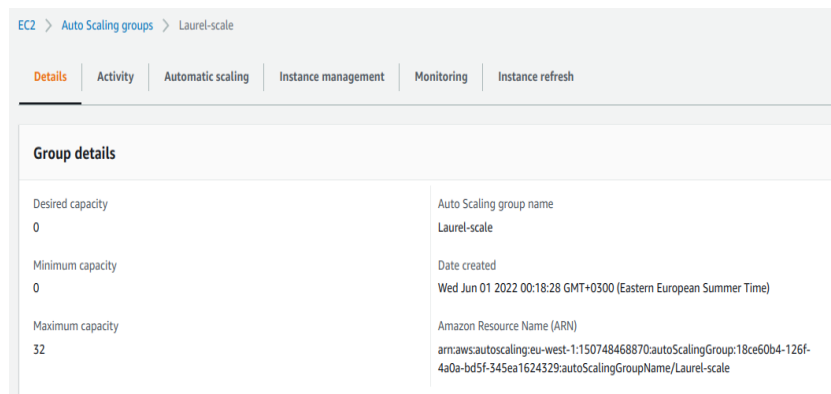 EC2 > Auto Scaling groups > Laurel-scale
Details Activity Automatic scaling Instance management Monitoring Instance refresh
Group details
Desired capacity
0
Minimum capacity
0
Maximum capacity
32
Auto Scaling group name
Laurel-scale
Date created
Wed Jun 01 2022 00:18:28 GMT+0300 (Eastern European Summer Time)
Amazon Resource Name (ARN)
arn:aws:autoscaling:eu-west-1:150748468870:autoScalingGroup:18ce60b4-126f-
4a0a-bd5f-345ea1624329:autoScalingGroupName/Laurel-scale